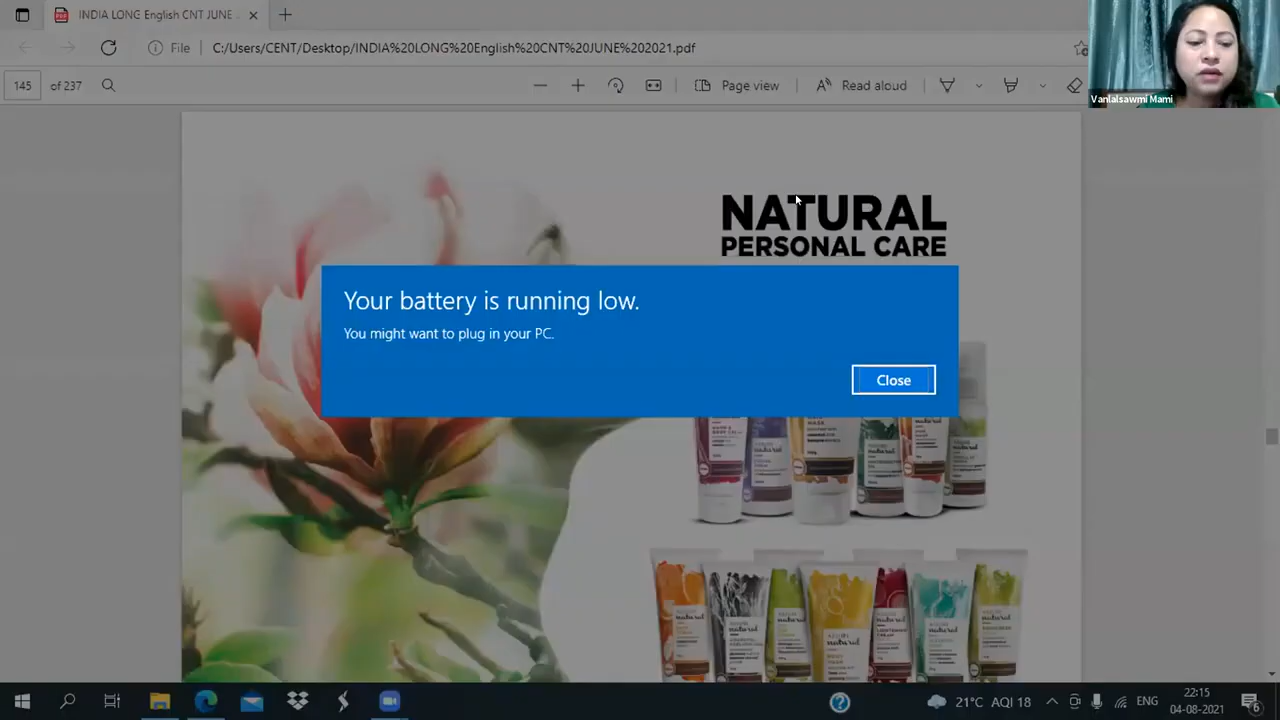 INDIA LONG English CNT JUNE
File
C:/Users/CENT/Desktop/INDIA%20LONG%20English%20CNT%20JUNE%202021.pdf
145 of 237
Page view
Read aloud
Vanlalsawmi Mami
NATURAL
PERSONAL CARE
Your battery is running low.
You might want to plug in your PC.
Close
21°C AQI 18
ENG
22:15
04-08-2021
6